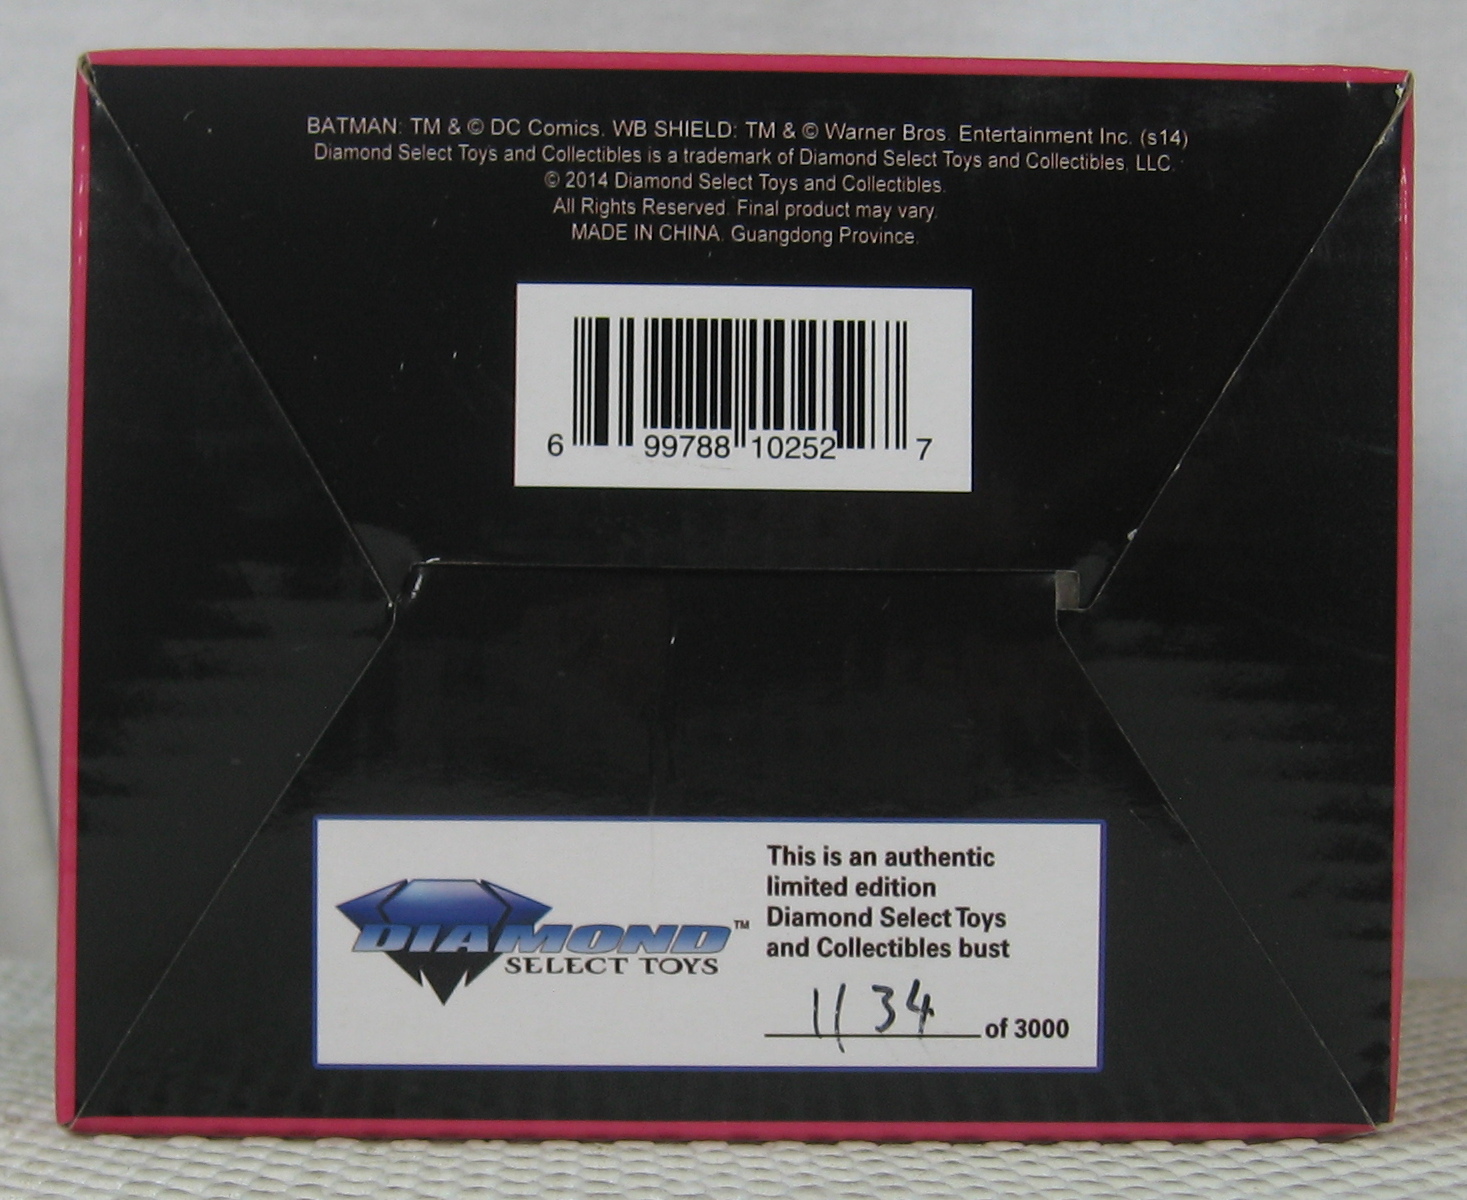 BATMAN: TM & © DC Comics. WB SHIELD: TM & © Warner Bros. Entertainment Inc. (s14)
Diamond Select Toys and Collectibles is a trademark of Diamond Select Toys and Collectibles, LLC.
© 2014 Diamond Select Toys and Collectibles.
All Rights Reserved. Final product may vary.
MADE IN CHINA. Guangdong Province.
6 99788 10252 7
This is an authentic
limited edition
Diamond Select Toys
and Collectibles bust
DIAMOND™
SELECT TOYS
1134 of 3000